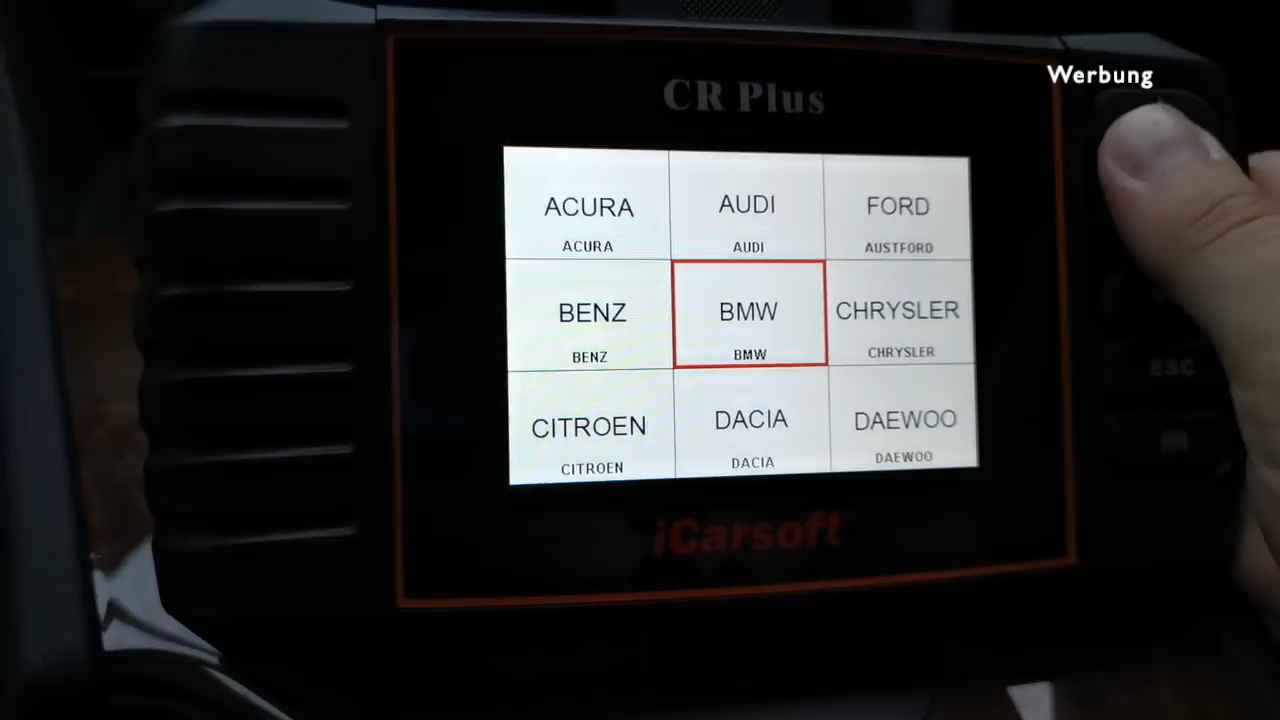 Werbung
CR Plus
ACURA
ACURA
AUDI
AUDI
FORD
AUSTFORD
BENZ
BENZ
BMW
BMW
CHRYSLER
CHRYSLER
CITROEN
CITROEN
DACIA
DACIA
DAEWOO
DAEWOO
ESC
iCarsoft